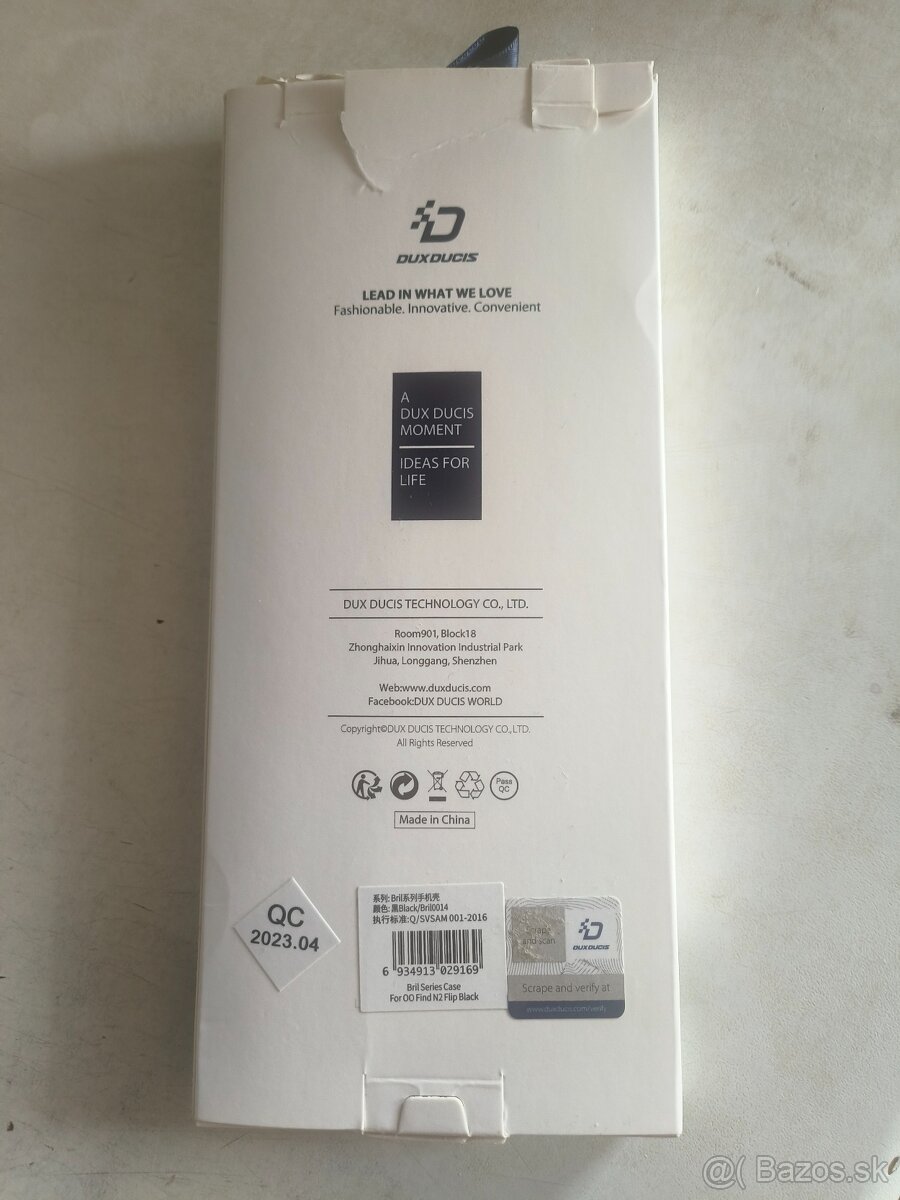 DUXDUCIS
LEAD IN WHAT WE LOVE
Fashionable. Innovative. Convenient
A
DUX DUCIS
MOMENT
IDEAS FOR
LIFE
DUX DUCIS TECHNOLOGY CO., LTD.
Room901, Block18
Zhonghaixin Innovation Industrial Park
Jihua, Longgang, Shenzhen
Web:www.duxducis.com
Facebook:DUX DUCIS WORLD
Copyright©DUX DUCIS TECHNOLOGY CO.,LTD.
All Rights Reserved
Pass
QC
Made in China
QC
2023.04
系列: Bril系列手机壳
颜色: 黑Black/Bril0014
执行标准:Q/SVSAM 001-2016
6 934913 029169
Bril Series Case
For OO Find N2 Flip Black
Scrape
and scan
DUXDUCIS
Scrape and verify at
www.duxducis.com/verify
@( Bazos.sk